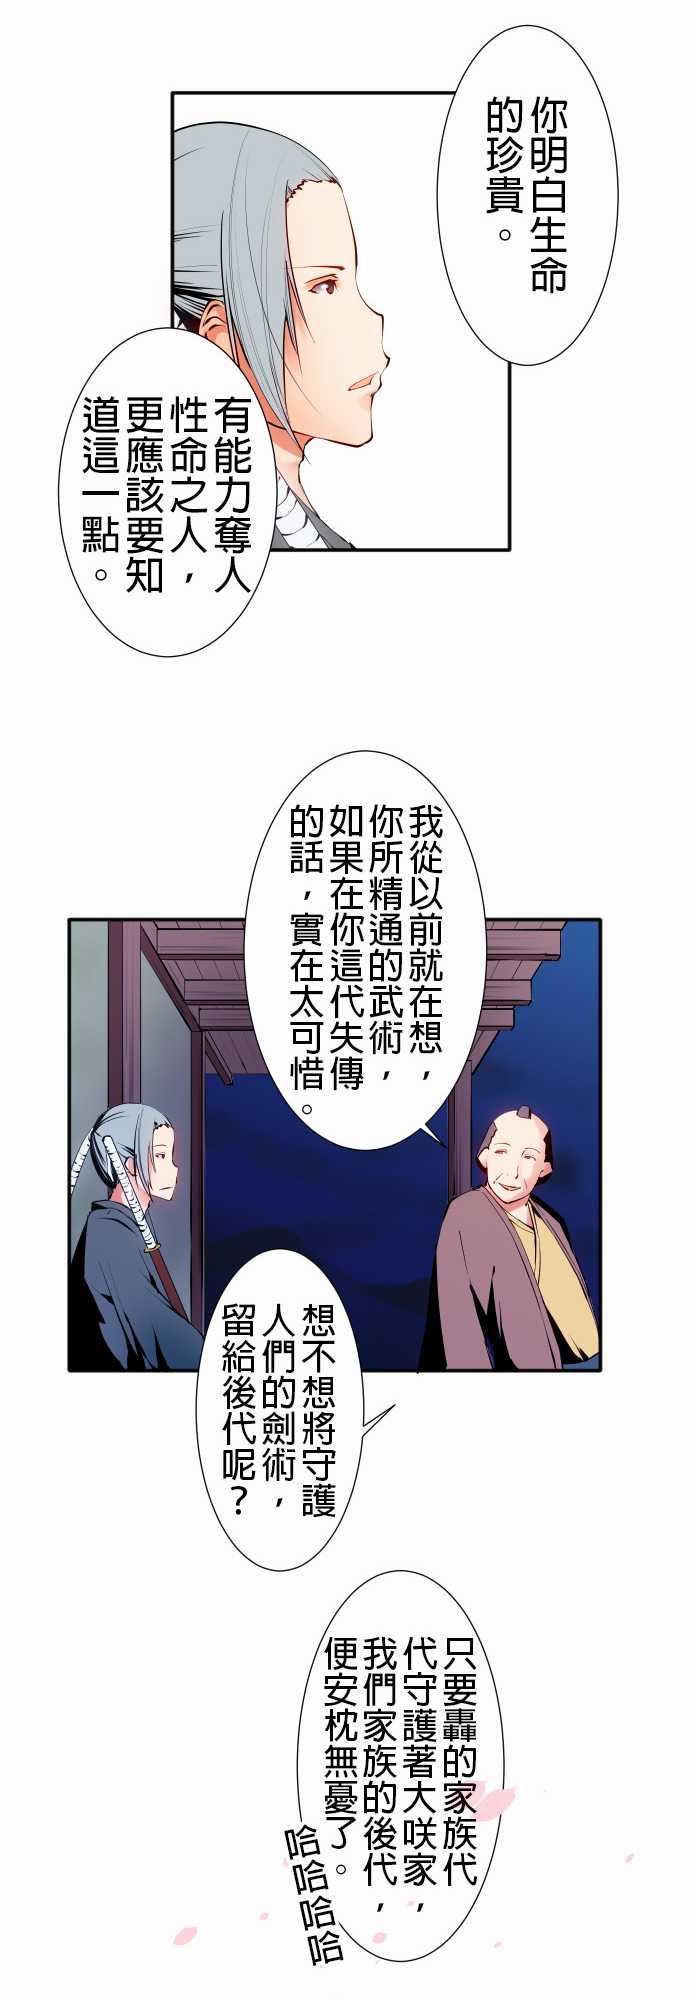 你明白生命
的珍貴。
有能力奪人
性命之人，
更應該要知
道這一點。
我從以前就在想，
你所精通的武術，
如果在你這代失傳
的話，實在太可惜。
想不想將守護
人們的劍術，
留給後代呢？
只要轟的家族代
代守護著大咲家，
我們家族的後代，
便安枕無憂了。
哈哈哈哈